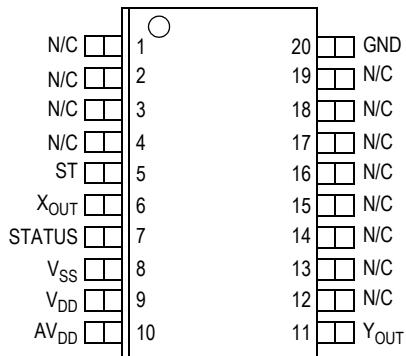 N/C 1 20 GND
N/C 2 19 N/C
N/C 3 18 N/C
N/C 4 17 N/C
ST 5 16 N/C
XOUT 6 15 N/C
STATUS 7 14 N/C
VSS 8 13 N/C
VDD 9 12 N/C
AVDD 10 11 YOUT